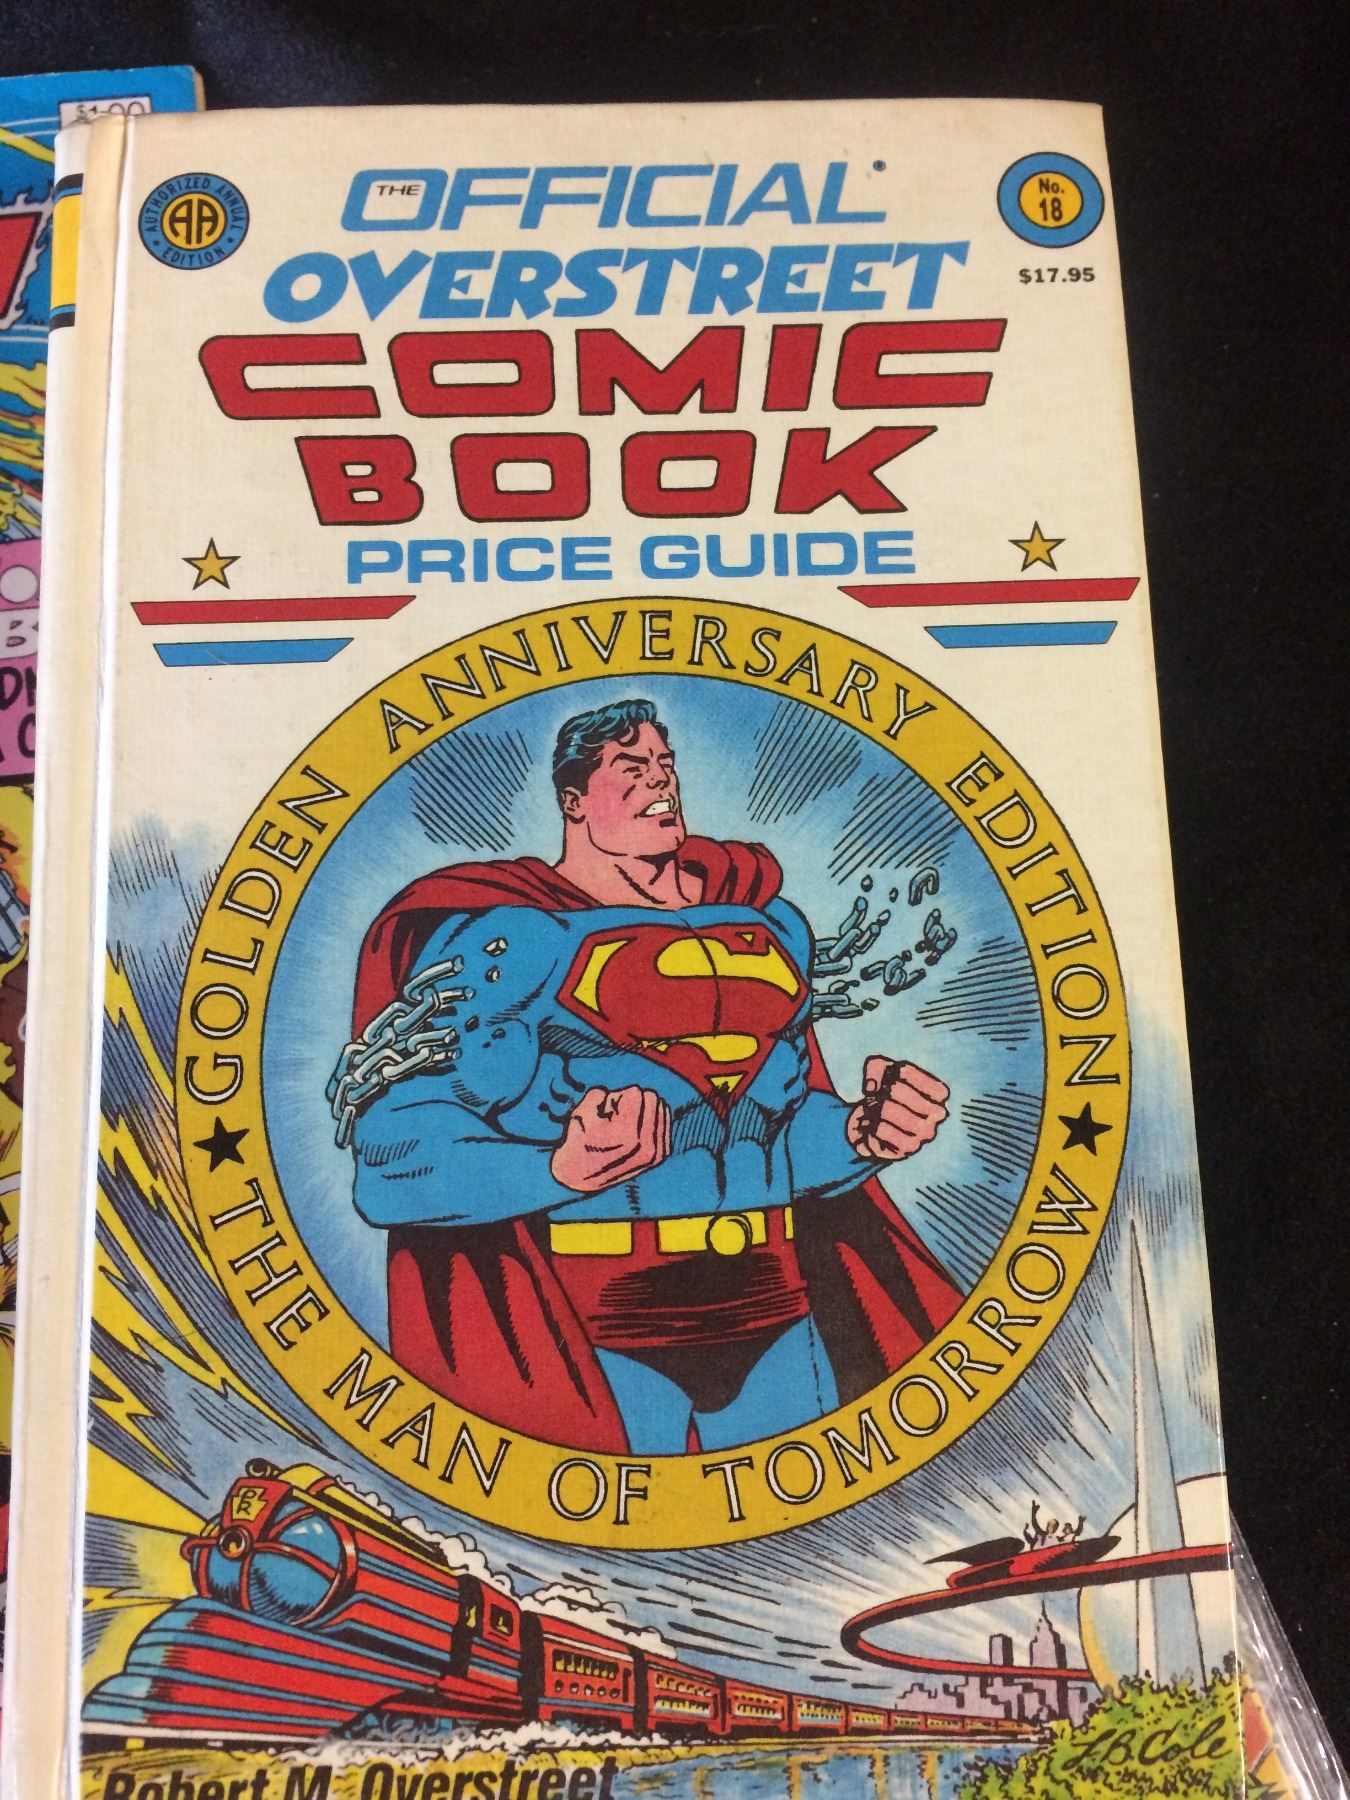 $1.00
AUTHORIZED ANNUAL
AA
EDITION
No.
18
$17.95
THE OFFICIAL
OVERSTREET
COMIC
BOOK
PRICE GUIDE
GOLDEN ANNIVERSARY EDITION
THE MAN OF TOMORROW
S
PR
L.B. Cole
Robert M. Overstreet